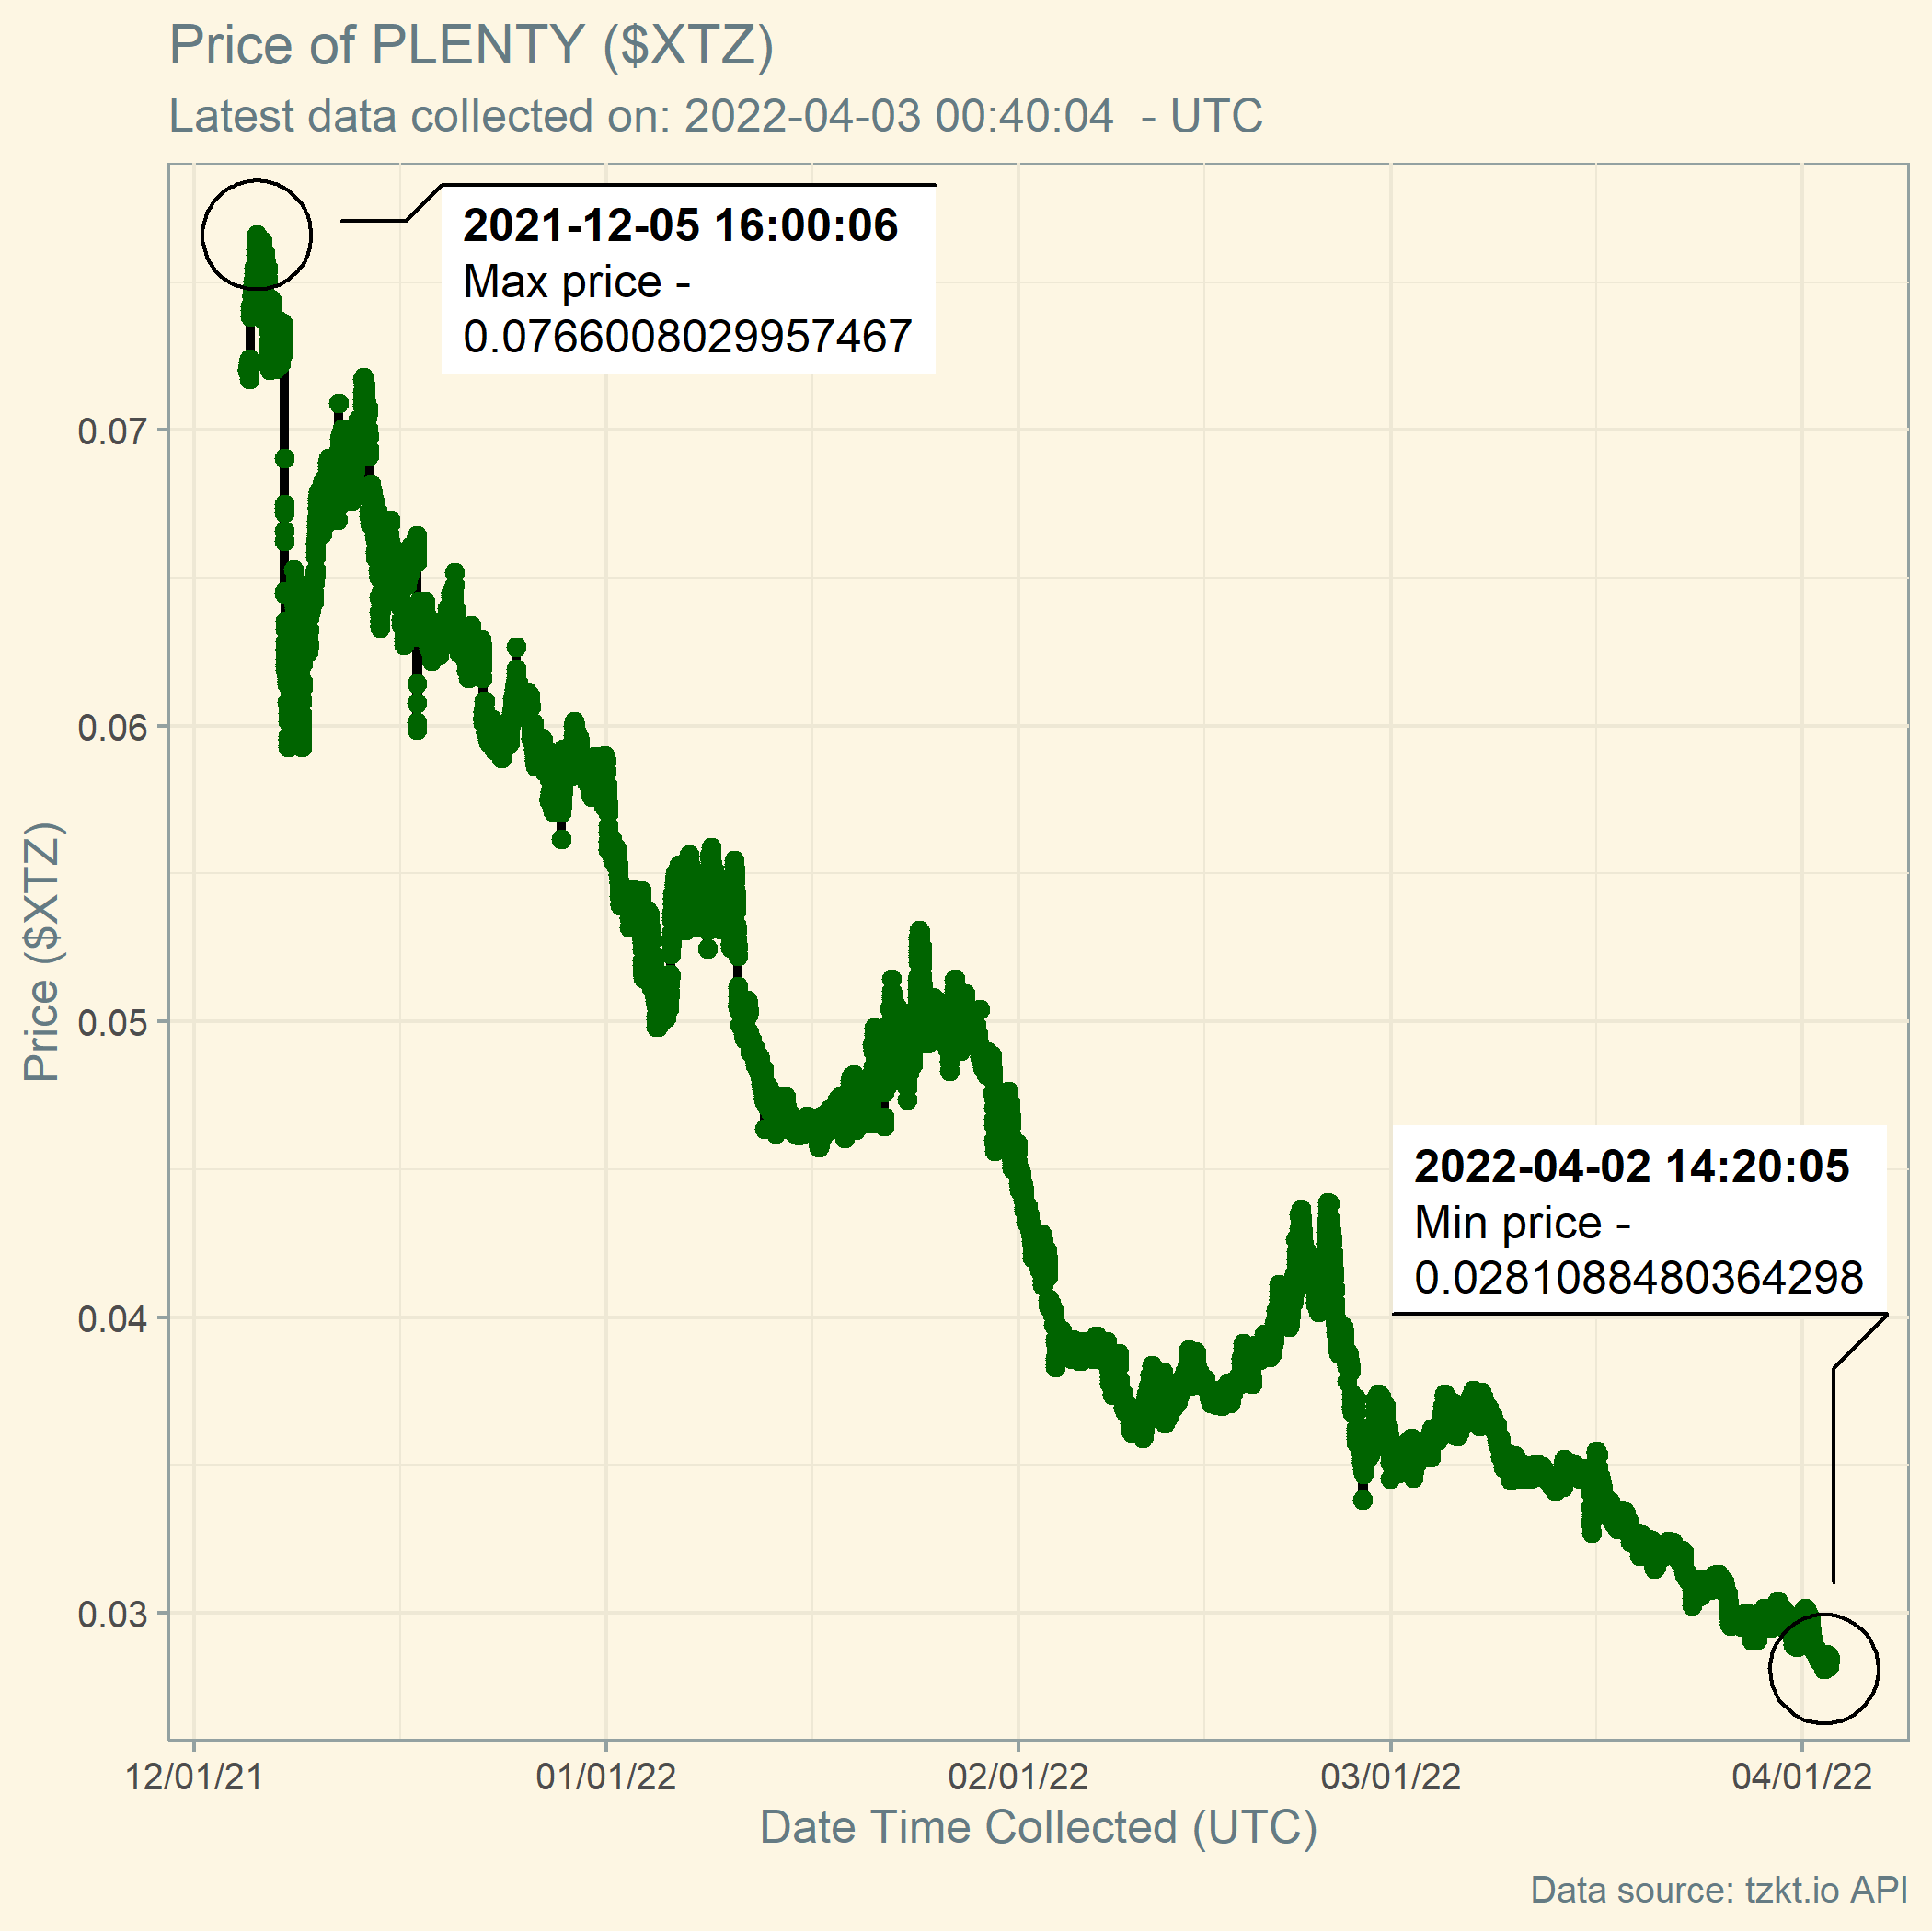 Price of PLENTY ($XTZ)
Latest data collected on: 2022-04-03 00:40:04  - UTC
2021-12-05 16:00:06
Max price -
0.0766008029957467
0.07
0.06
0.05
0.04
0.03
Price ($XTZ)
2022-04-02 14:20:05
Min price -
0.0281088480364298
12/01/21
01/01/22
02/01/22
03/01/22
04/01/22
Date Time Collected (UTC)
Data source: tzkt.io API